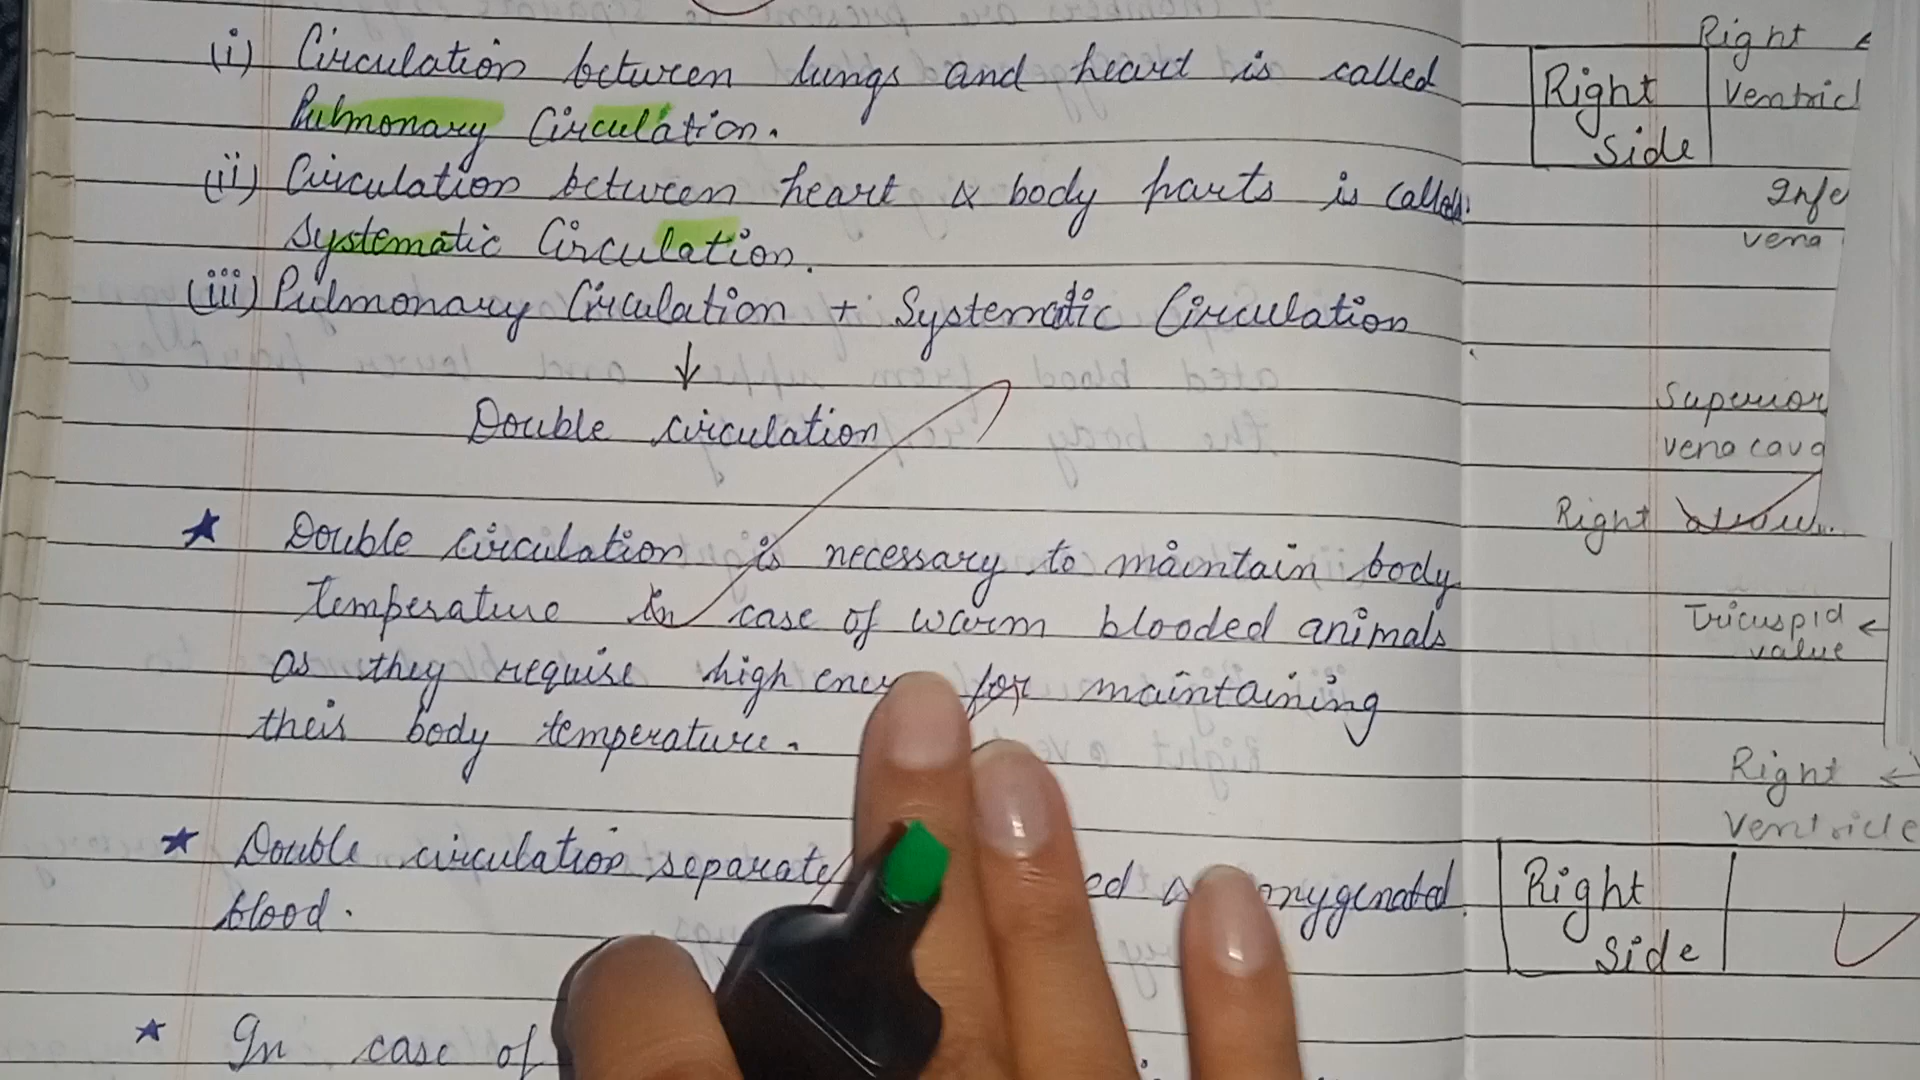 (i) Circulation between lungs and heart is called
Pulmonary Circulation.
(ii) Circulation between heart & body parts is called
Systematic Circulation.
(iii) Pulmonary Circulation + Systematic Circulation
↓
Double circulation
★ Double circulation is necessary to maintain body
temperature in case of warm blooded animals
as they require high for maintaining
their body temperature.
★ Double circulation separate
blood.
★ In case of
Right
Right Ventricl
Side
Infe
vena
Superior
vena cava
Right
Tricuspid ←
value
Right ←
Ventricle
Right
Side